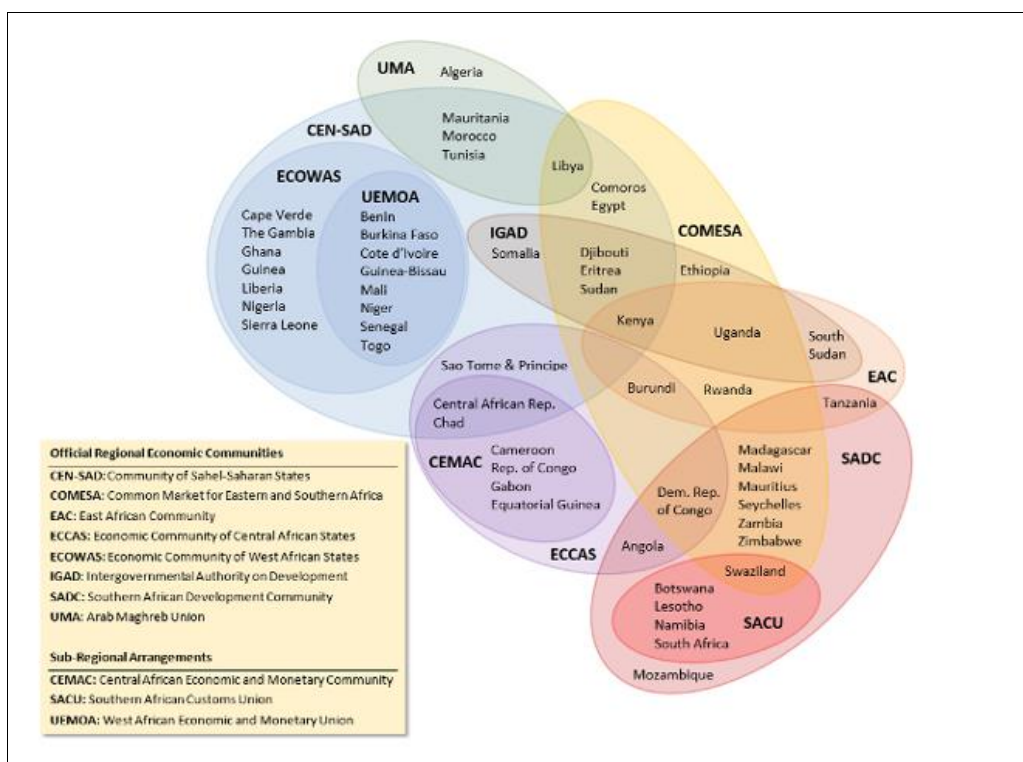 UMA
Algeria
CEN-SAD
Mauritania
Morocco
Tunisia
Libya
Comoros
Egypt
ECOWAS
Cape Verde
The Gambia
Ghana
Guinea
Liberia
Nigeria
Sierra Leone
UEMOA
Benin
Burkina Faso
Cote d'Ivoire
Guinea-Bissau
Mali
Niger
Senegal
Togo
IGAD
Somalia
Djibouti
Eritrea
Sudan
COMESA
Ethiopia
Kenya
Uganda
South
Sudan
EAC
Sao Tome & Principe
Burundi
Rwanda
Tanzania
Central African Rep.
Chad
CEMAC
Cameroon
Rep. of Congo
Gabon
Equatorial Guinea
ECCAS
Dem. Rep.
of Congo
Angola
Madagascar
Malawi
Mauritius
Seychelles
Zambia
Zimbabwe
SADC
Swaziland
Botswana
Lesotho
Namibia
South Africa
SACU
Mozambique
Official Regional Economic Communities
CEN-SAD: Community of Sahel-Saharan States
COMESA: Common Market for Eastern and Southern Africa
EAC: East African Community
ECCAS: Economic Community of Central African States
ECOWAS: Economic Community of West African States
IGAD: Intergovernmental Authority on Development
SADC: Southern African Development Community
UMA: Arab Maghreb Union
Sub-Regional Arrangements
CEMAC: Central African Economic and Monetary Community
SACU: Southern African Customs Union
UEMOA: West African Economic and Monetary Union